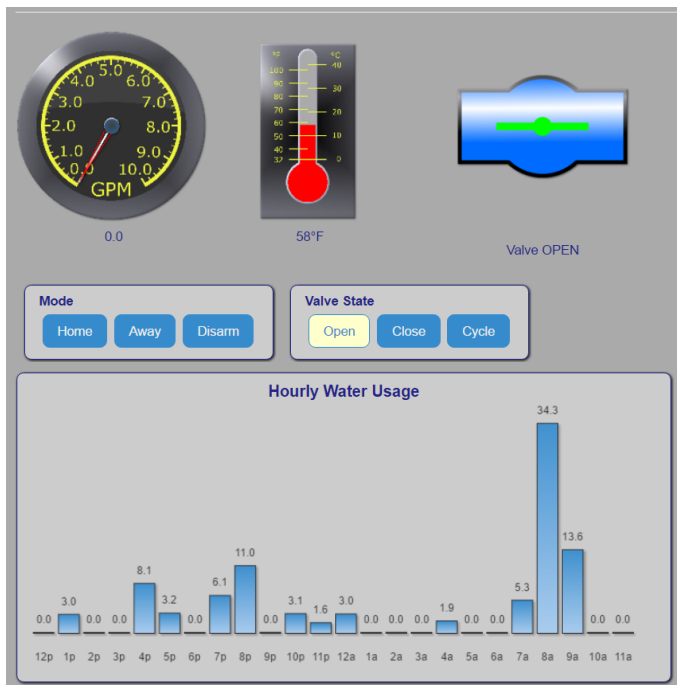 5.0
4.0 6.0
3.0 7.0
2.0 8.0
1.0 9.0
0.0 10.0
GPM
0.0
°F °C
100 40
90
80 30
70 20
60
50 10
40
32 0
58°F
Valve OPEN
Mode
Home Away Disarm
Valve State
Open Close Cycle
Hourly Water Usage
34.3
13.6
11.0
8.1
6.1
5.3
0.0 3.0 0.0 0.0 3.2 0.0 0.0 3.1 1.6 3.0 0.0 0.0 0.0 1.9 0.0 0.0 0.0 0.0
12p 1p 2p 3p 4p 5p 6p 7p 8p 9p 10p 11p 12a 1a 2a 3a 4a 5a 6a 7a 8a 9a 10a 11a